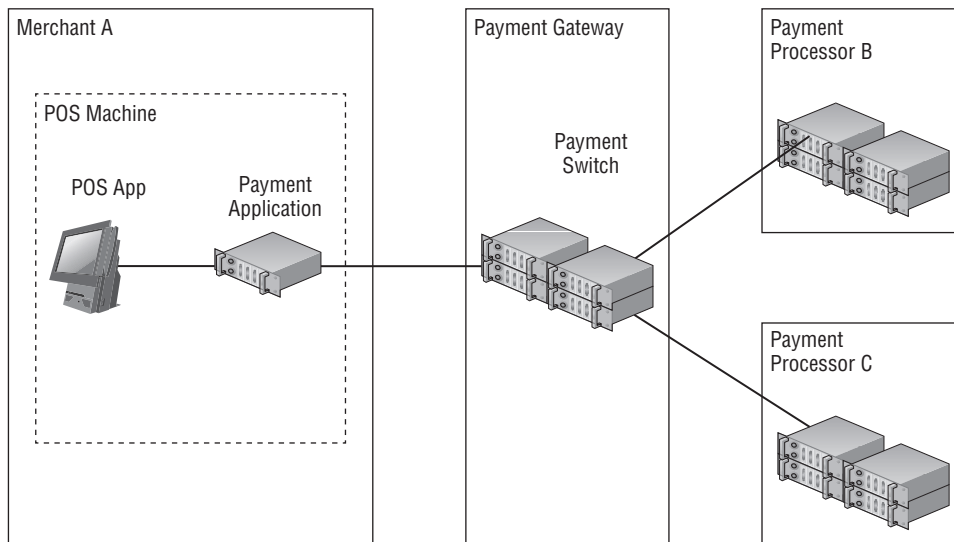 Merchant A
POS Machine
POS App
Payment
Application
Payment Gateway
Payment
Switch
Payment
Processor B
Payment
Processor C